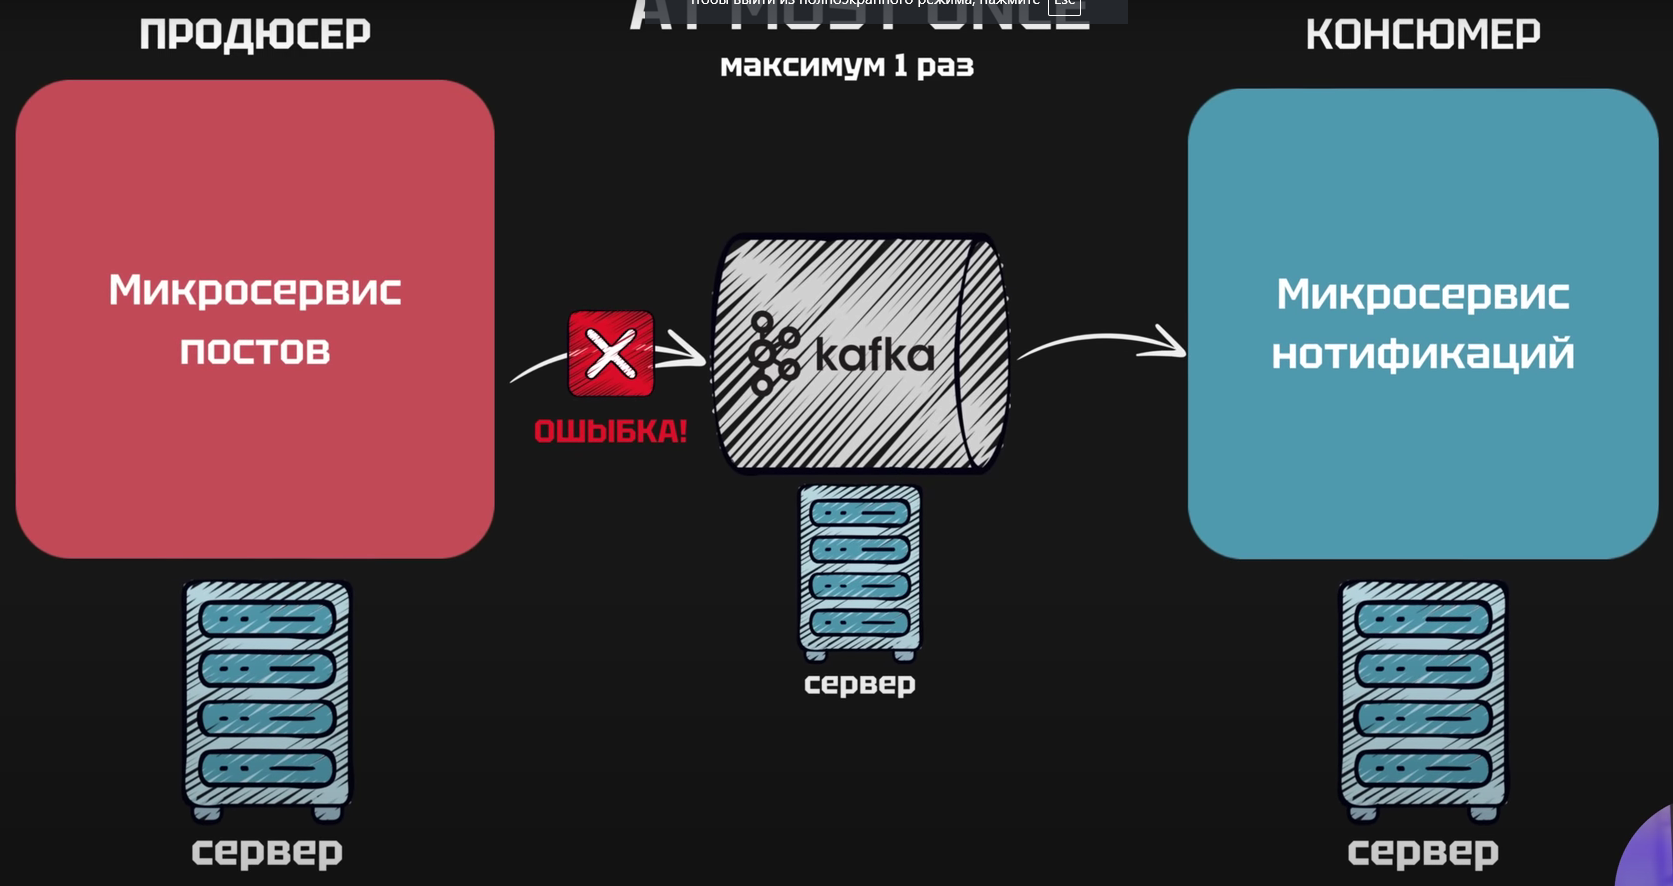 чтобы выйти из полноэкранного режима, нажмите Esc
ПРОДЮСЕР
AT MOST ONCE
КОНСЮМЕР
максимум 1 раз
Микросервис
постов
ОШЫБКА!
kafka
Микросервис
нотификаций
сервер
сервер
сервер